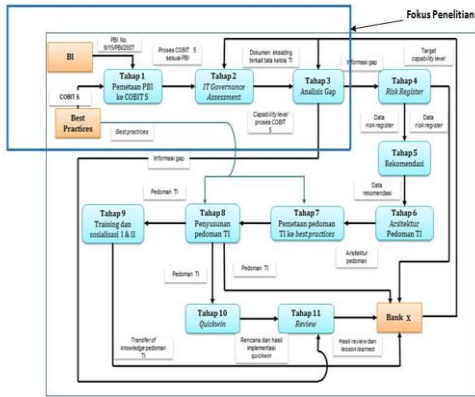 Fokus Penelitian
PBI No.
9/15/PBI/2007
Proses COBIT 5
sesuai PBI
Dokumen eksisting
terkait tata kelola TI
Informasi gap
Target
capability level
BI
Tahap 1
Pemetaan PBI
ke COBIT 5
Tahap 2
IT Governance
Assessment
Tahap 3
Analisis Gap
Tahap 4
Risk Register
COBIT 5
Best
Practices
Best practices
Capability level
proses COBIT
5
Data
risk register
Data
risk register
Informasi gap
Tahap 5
Rekomendasi
Pedoman TI
Data
rekomendasi
Tahap 9
Training dan
sosialisasi I & II
Tahap 8
Penyusunan
pedoman TI
Tahap 7
Pemetaan pedoman
TI ke best practices
Tahap 6
Arsitektur
Pedoman TI
Arsitektur
pedoman
Pedoman TI
Pedoman TI
Tahap 10
Quickwin
Tahap 11
Review
Bank X
Transfer of
knowledge pedoman
TI
Rencana dan hasil
implementasi
quickwin
Hasil review dan
lesson learned